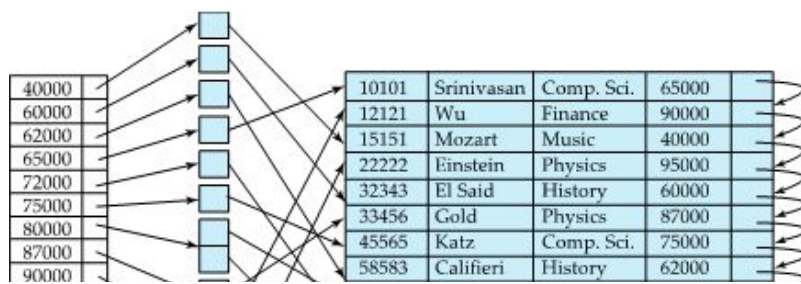 40000
60000
62000
65000
72000
75000
80000
87000
90000
10101 Srinivasan Comp. Sci. 65000
12121 Wu Finance 90000
15151 Mozart Music 40000
22222 Einstein Physics 95000
32343 El Said History 60000
33456 Gold Physics 87000
45565 Katz Comp. Sci. 75000
58583 Califieri History 62000